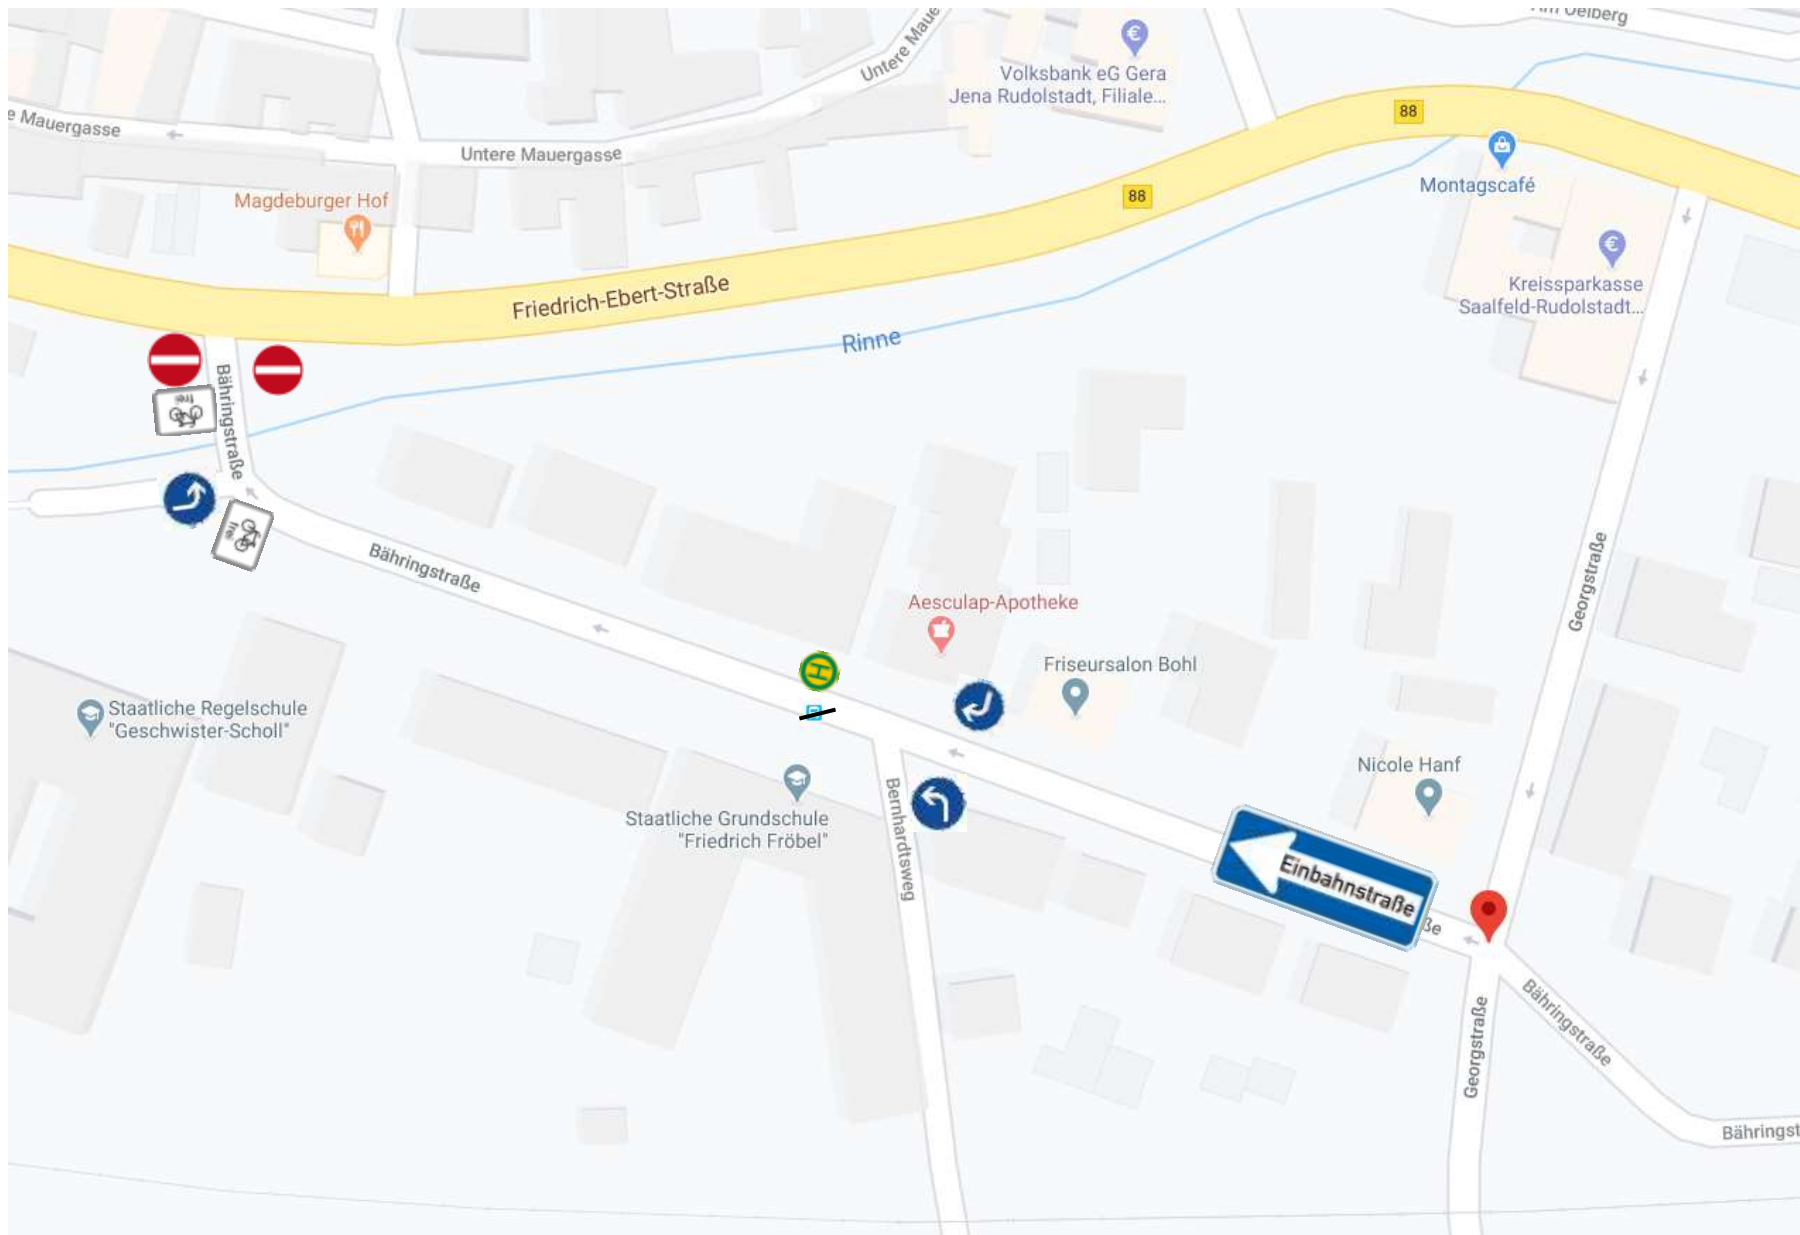 Am Oelberg
Untere Maue
Volksbank eG Gera
Jena Rudolstadt, Filiale...
88
e Mauergasse
Untere Mauergasse
Montagscafé
88
Magdeburger Hof
Kreissparkasse
Saalfeld-Rudolstadt...
Friedrich-Ebert-Straße
Rinne
frei
Bähringstraße
frei
Bähringstraße
Georgstraße
Aesculap-Apotheke
H
Friseursalon Bohl
Staatliche Regelschule
"Geschwister-Scholl"
Nicole Hanf
Staatliche Grundschule
"Friedrich Fröbel"
Bernhardtsweg
Einbahnstraße
ße
Georgstraße
Bähringstraße
Bähringst